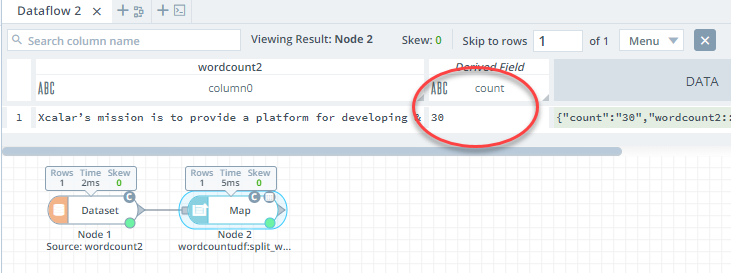 Dataflow 2
Search column name
Viewing Result: Node 2
Skew: 0
Skip to rows 1 of 1
Menu
wordcount2
Derived Field
DATA
ABC column0
ABC count
1 Xcalar's mission is to provide a platform for developing &
30
{"count":"30","wordcount2::
Rows Time Skew
1 2ms 0
Rows Time Skew
1 5ms 0
C
C
Dataset
Map
Node 1
Node 2
Source: wordcount2
wordcountudf:split_w...